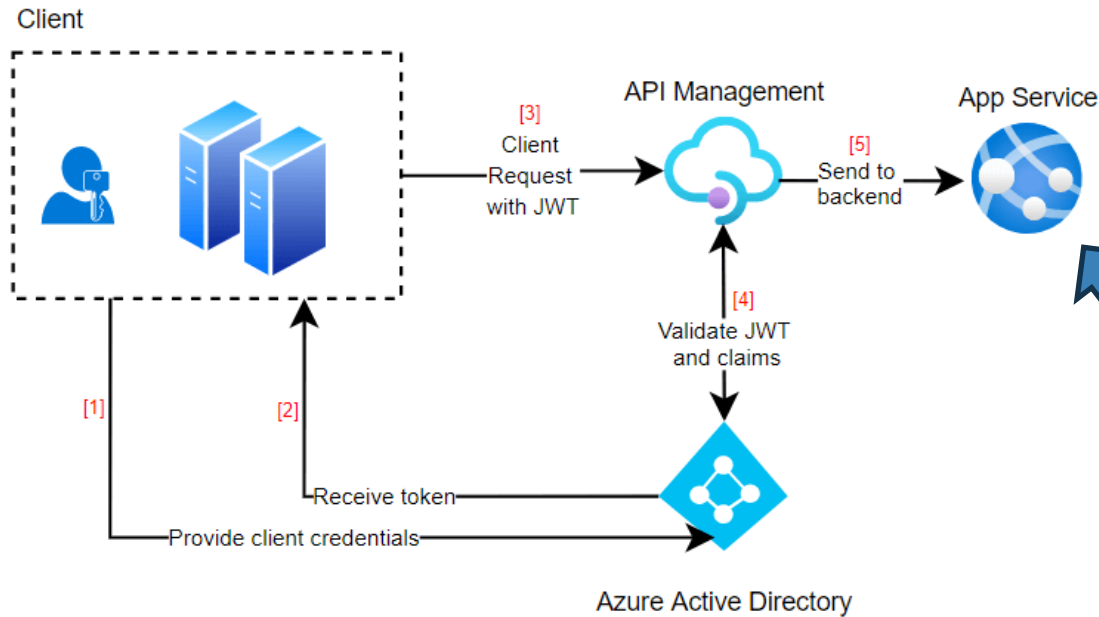 Client
API Management
App Service
[3]
Client
Request
with JWT
[5]
Send to
backend
[4]
Validate JWT
and claims
[1]
[2]
Receive token
Provide client credentials
Azure Active Directory